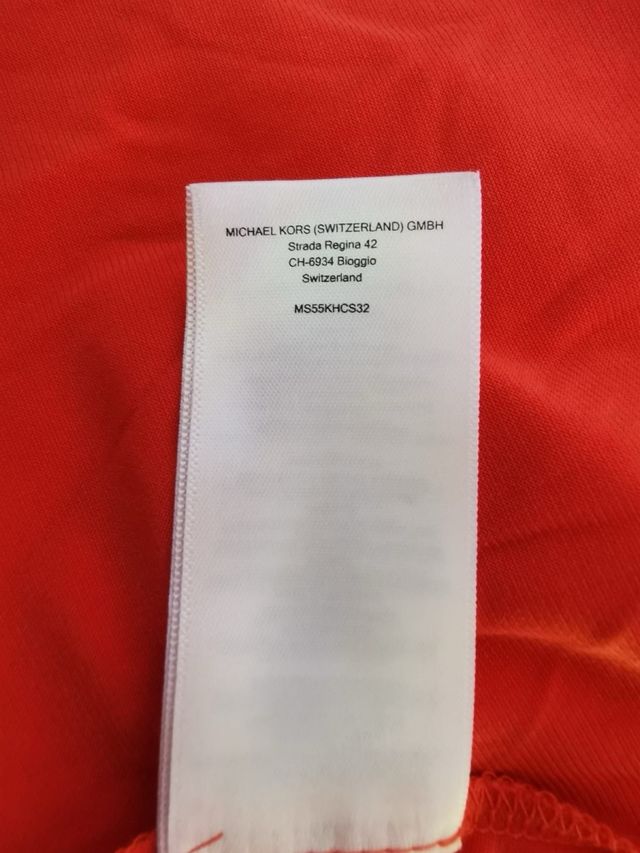 MICHAEL KORS (SWITZERLAND) GMBH
Strada Regina 42
CH-6934 Bioggio
Switzerland
MS55KHCS32